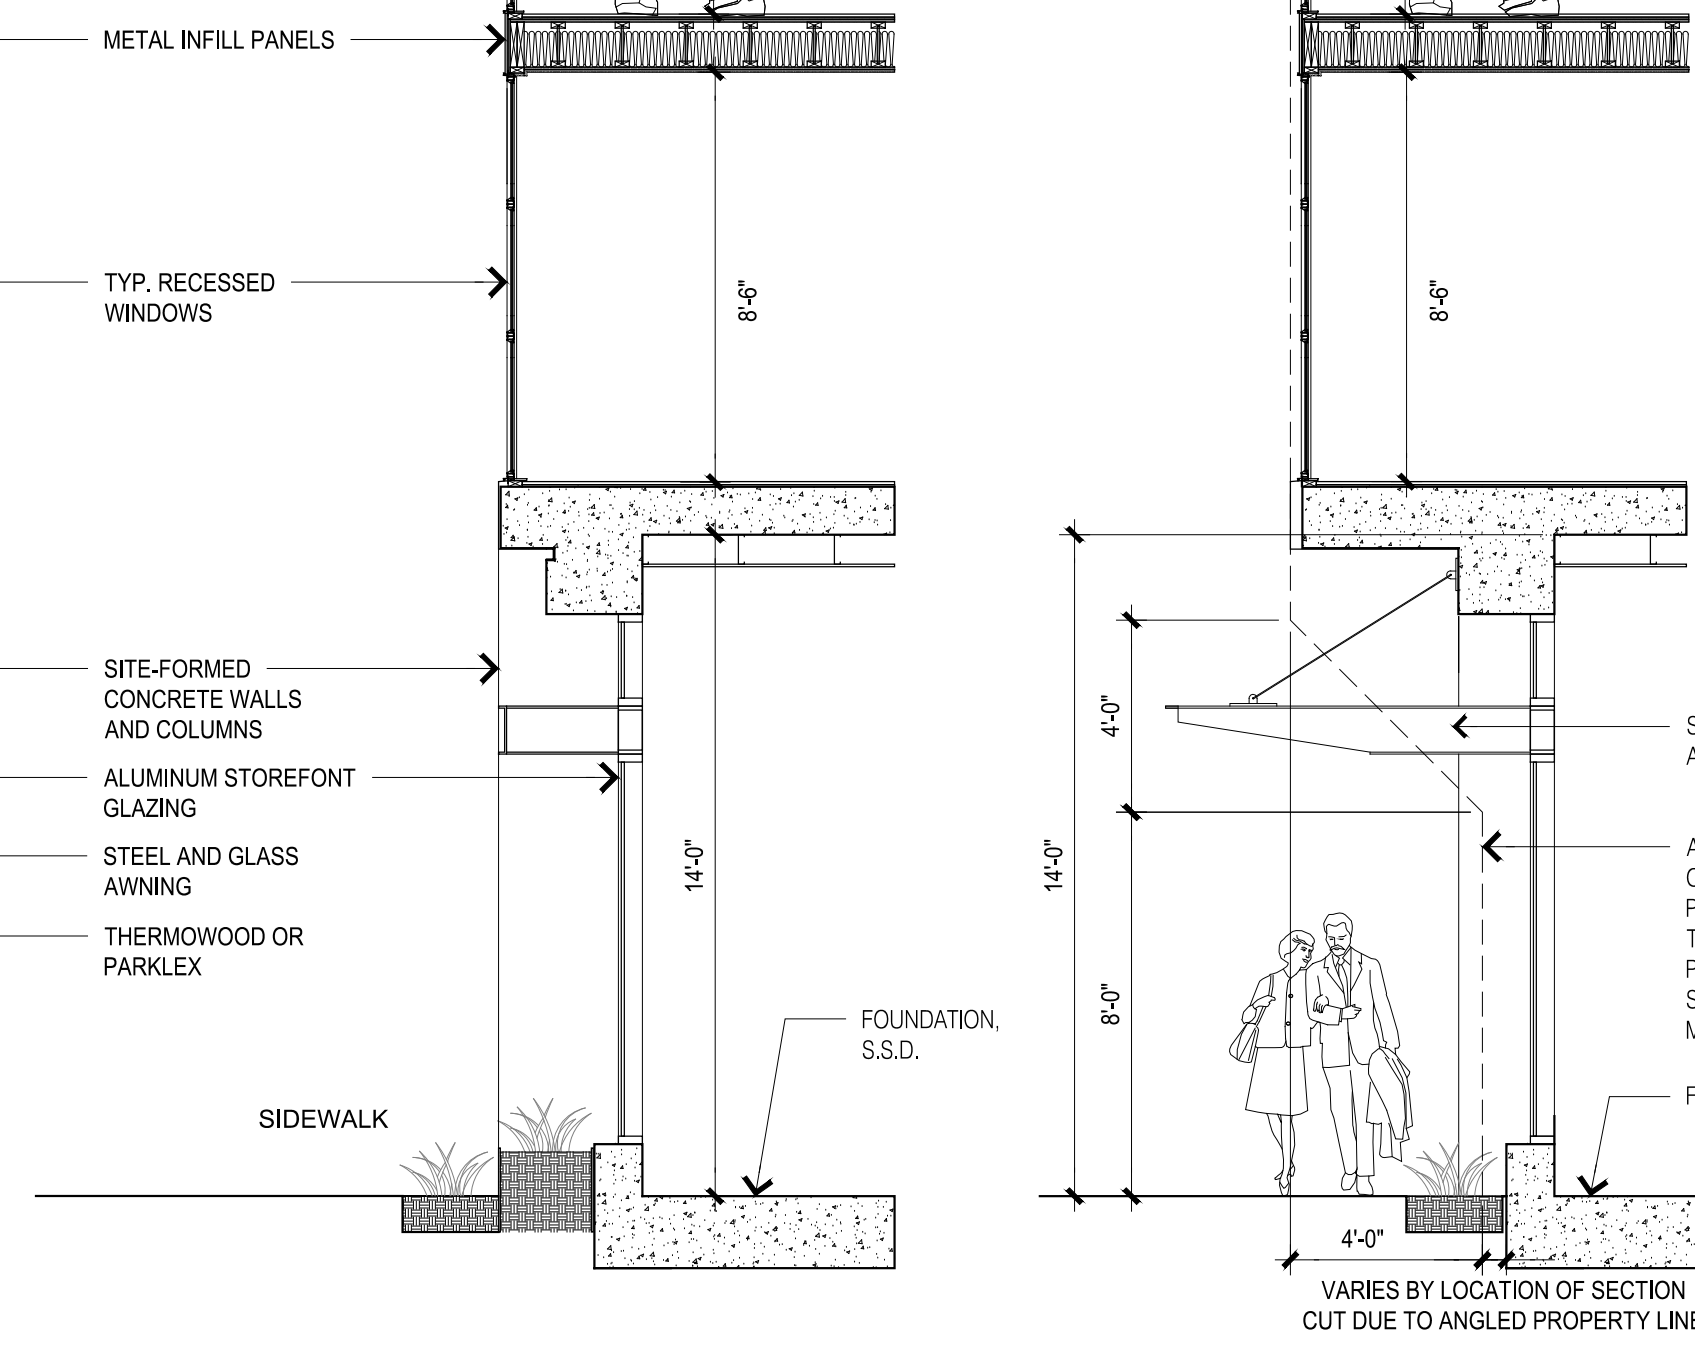 METAL INFILL PANELS
TYP. RECESSED
WINDOWS
8'-6"
SITE-FORMED
CONCRETE WALLS
AND COLUMNS
ALUMINUM STOREFONT
GLAZING
STEEL AND GLASS
AWNING
THERMOWOOD OR
PARKLEX
14'-0"
FOUNDATION,
S.S.D.
SIDEWALK
8'-6"
4'-0"
14'-0"
8'-0"
4'-0"
VARIES BY LOCATION OF SECTION
CUT DUE TO ANGLED PROPERTY LINE